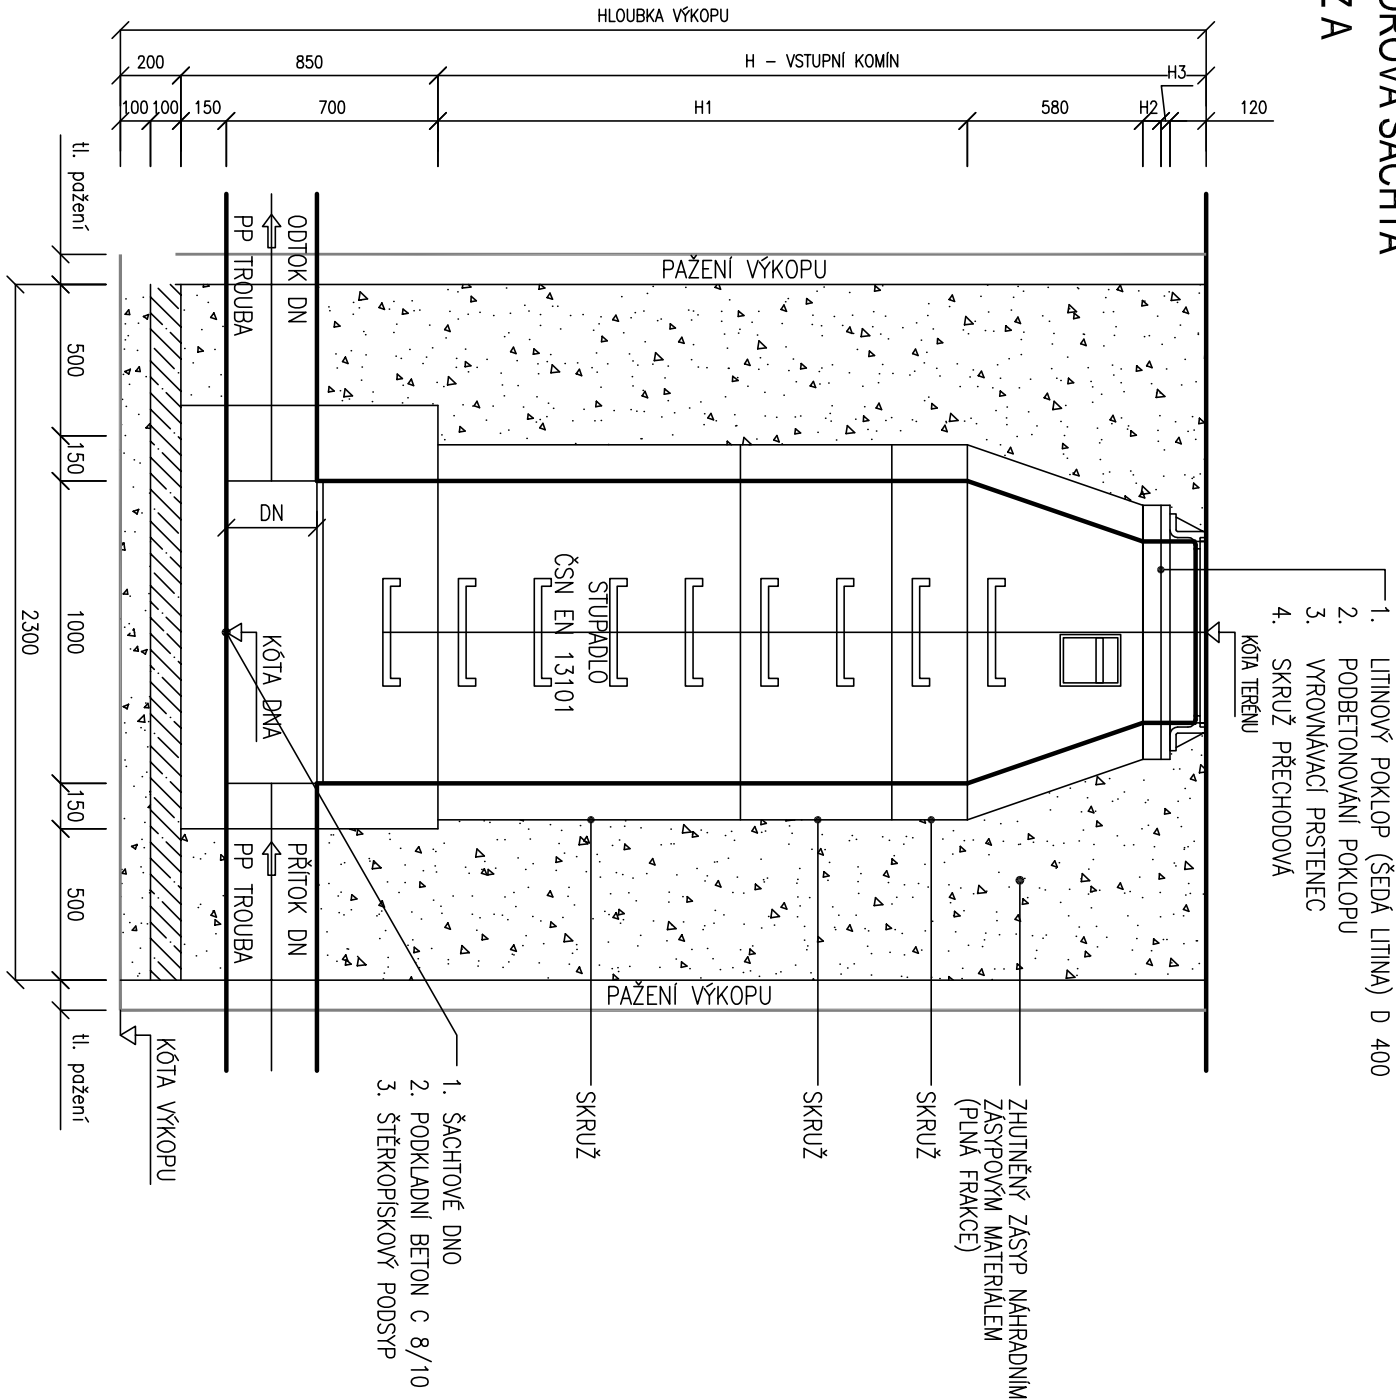 DROVÁ ŠACHTA
Z A
1. LITINOVÝ POKLOP (ŠEDÁ LITINA) D 400
2. PODBETONOVÁNÍ POKLOPU
3. VYROVNÁVACÍ PRSTENEC
4. SKRUŽ PŘECHODOVÁ
KÓTA TERÉNU
HLOUBKA VÝKOPU
200
850
H – VSTUPNÍ KOMÍN
H3
100
100
150
700
H1
580
H2
120
PAŽENÍ VÝKOPU
ODTOK DN
PP TROUBA
DN
STUPADLO
ČSN EN 13101
KÓTA DNA
PŘÍTOK DN
PP TROUBA
PAŽENÍ VÝKOPU
ZHUTNĚNÝ ZÁSYP NÁHRADNÍM
ZÁSYPOVÝM MATERIÁLEM
(PLNÁ FRAKCE)
SKRUŽ
SKRUŽ
SKRUŽ
1. ŠACHTOVÉ DNO
2. PODKLADNÍ BETON C 8/10
3. ŠTĚRKOPÍSKOVÝ PODSYP
KÓTA VÝKOPU
tl. pažení
500
150
1000
150
500
tl. pažení
2300